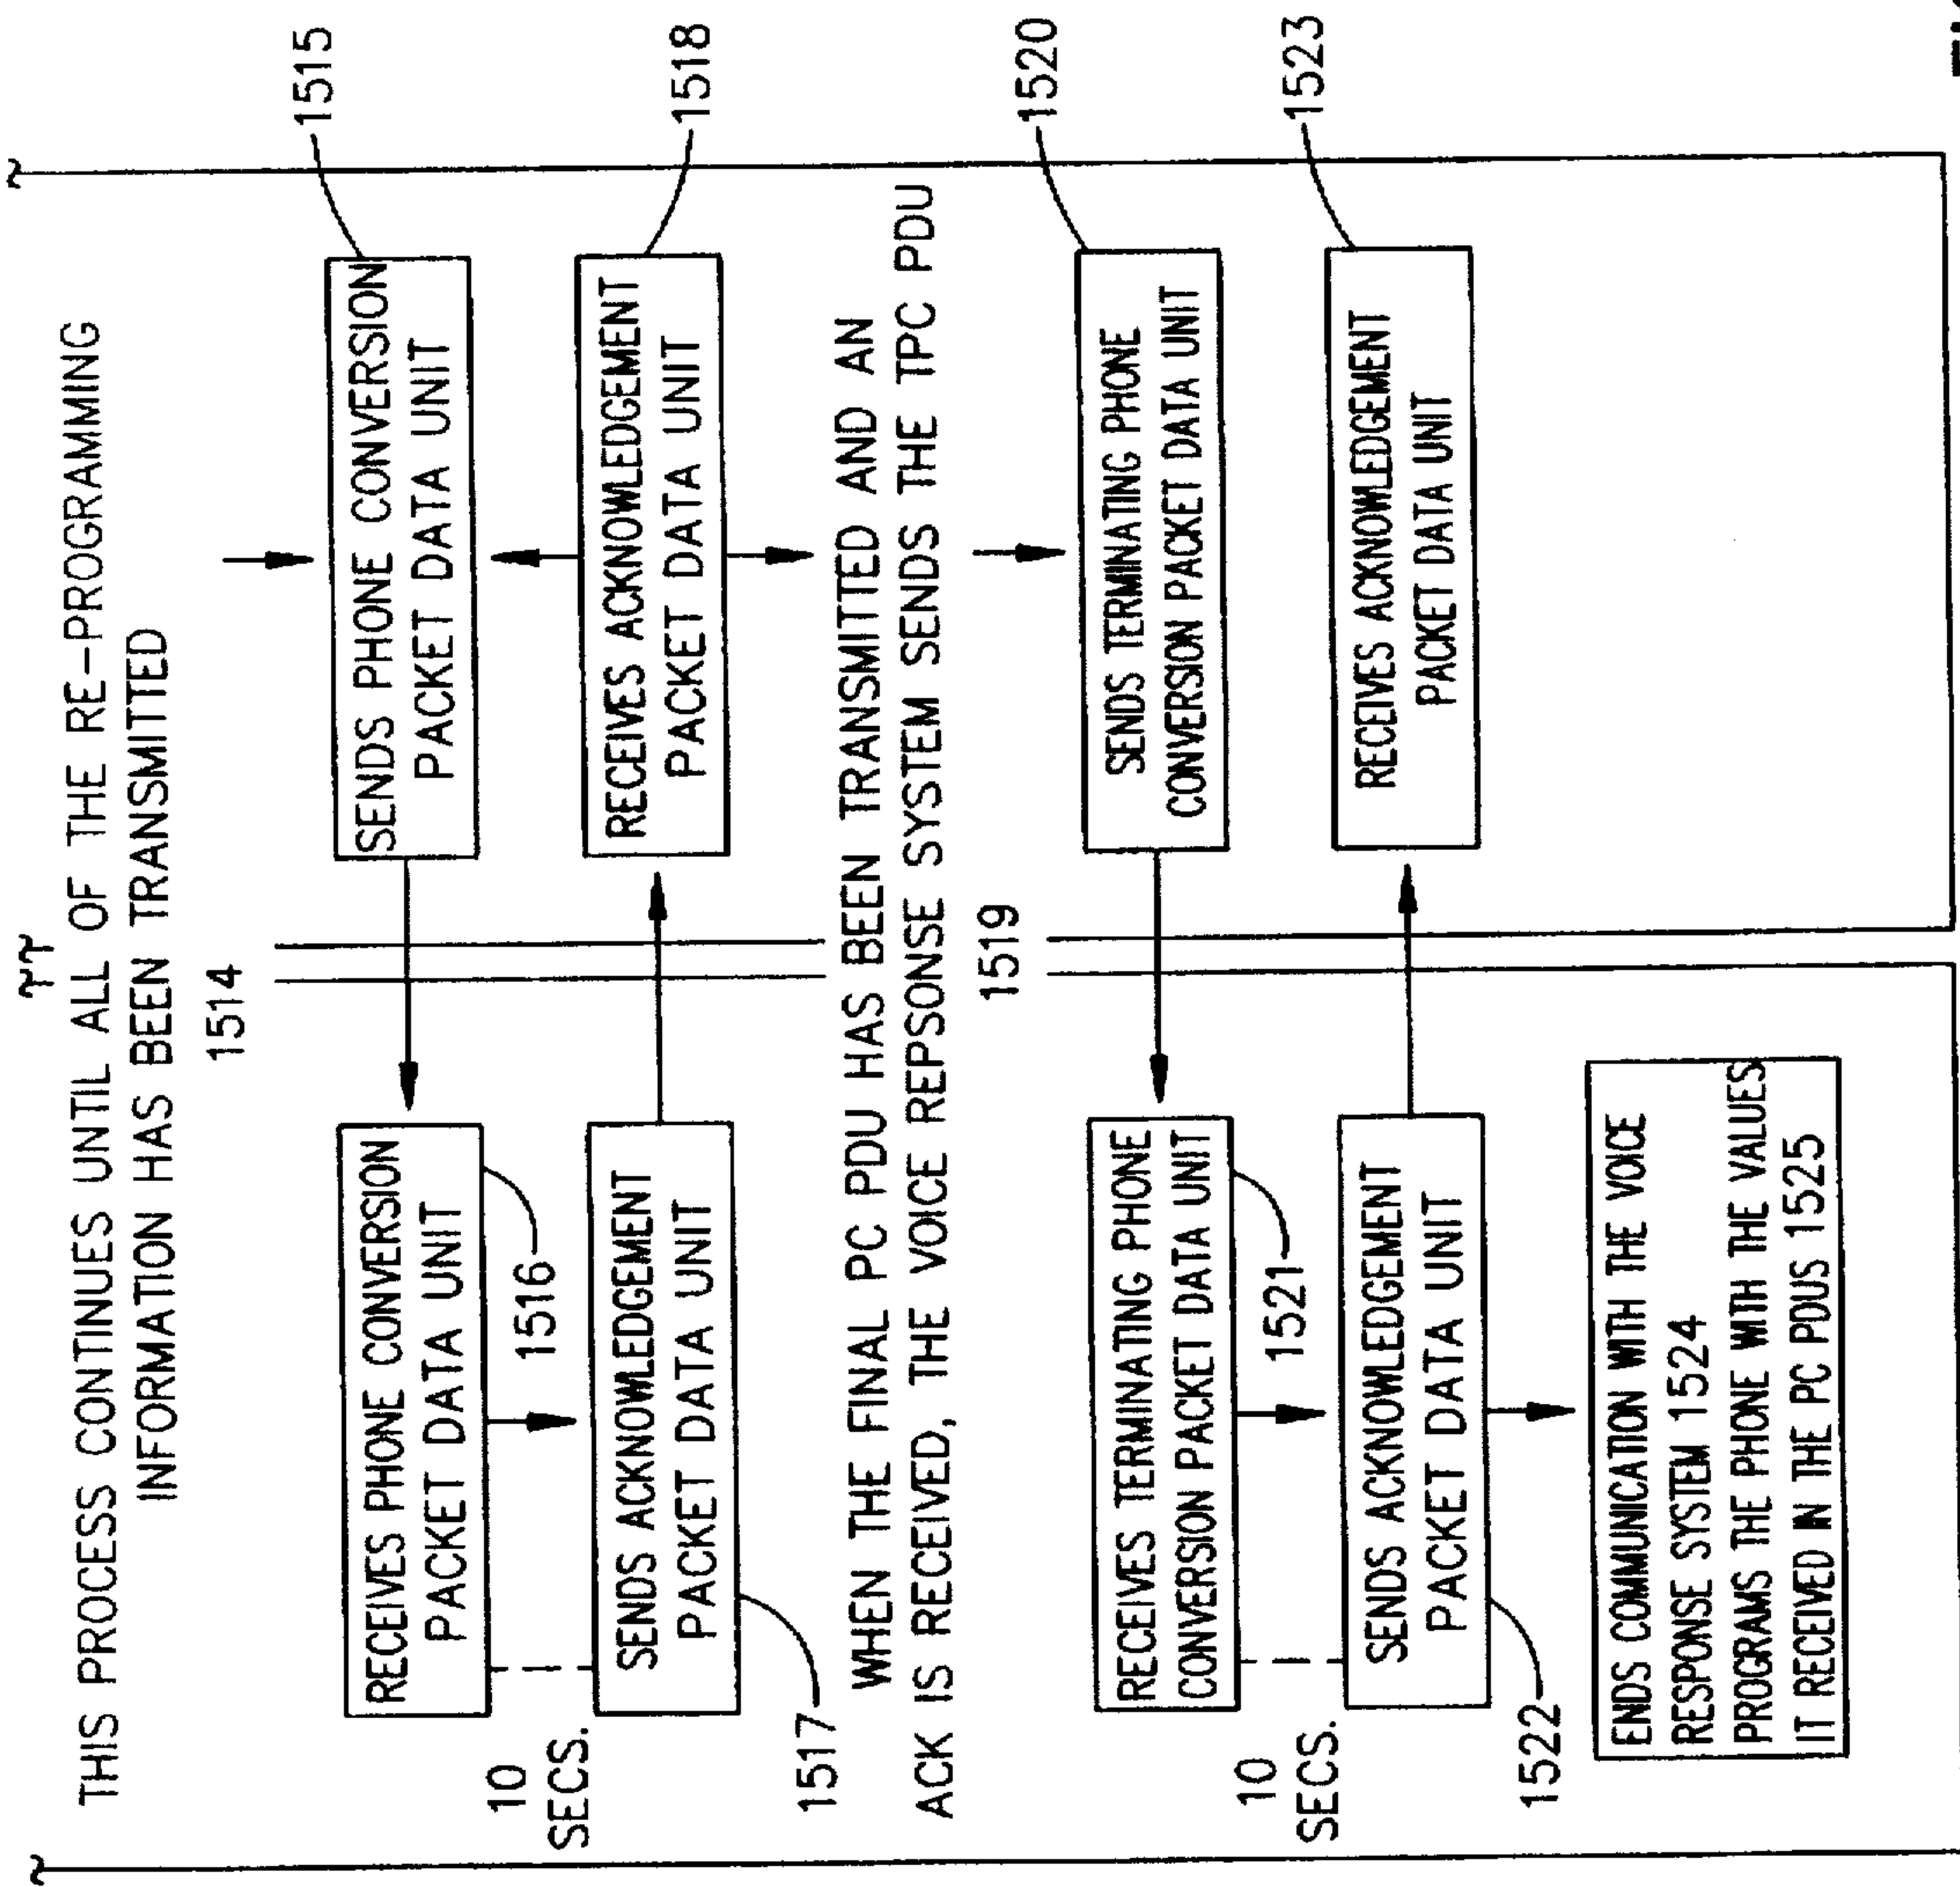 THIS PROCESS CONTINUES UNTIL ALL OF THE RE-PROGRAMMING
INFORMATION HAS BEEN TRANSMITTED
1514
1515
SENDS PHONE CONVERSION
PACKET DATA UNIT
RECEIVES PHONE CONVERSION
PACKET DATA UNIT
1516
10
SECS.
SENDS ACKNOWLEDGEMENT
PACKET DATA UNIT
1517
RECEIVES ACKNOWLEDGEMENT
PACKET DATA UNIT
1518
WHEN THE FINAL PC PDU HAS BEEN TRANSMITTED AND AN
ACK IS RECEIVED, THE VOICE REPSONSE SYSTEM SENDS THE TPC PDU
1519
1520
SENDS TERMINATING PHONE
CONVERSION PACKET DATA UNIT
RECEIVES TERMINATING PHONE
CONVERSION PACKET DATA UNIT
1521
10
SECS.
SENDS ACKNOWLEDGEMENT
PACKET DATA UNIT
1522
RECEIVES ACKNOWLEDGEMENT
PACKET DATA UNIT
1523
ENDS COMMUNICATION WITH THE VOICE
RESPONSE SYSTEM 1524
PROGRAMS THE PHONE WITH THE VALUES
IT RECEIVED IN THE PC PDUS 1525